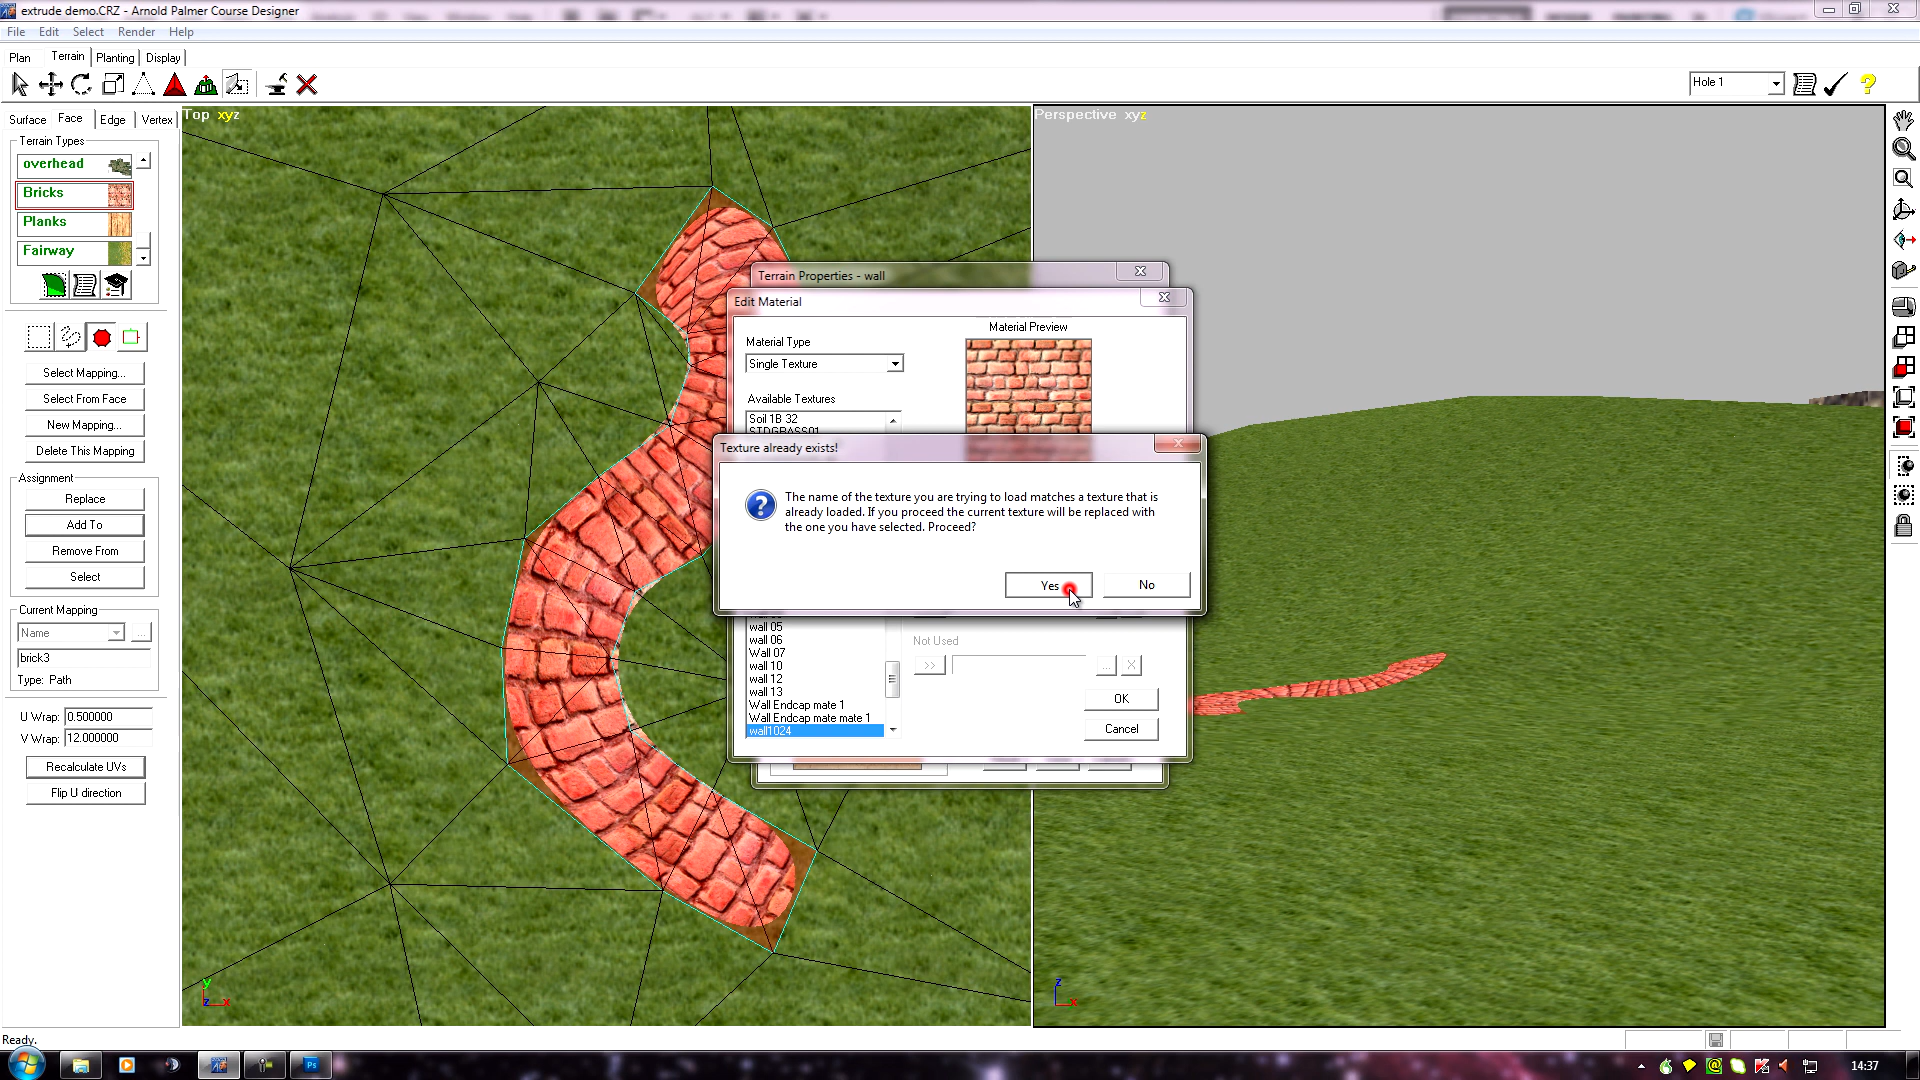 extrude demo.CRZ - Arnold Palmer Course Designer
File Edit Select Render Help
Plan Terrain Planting Display
Hole 1
Surface Face Edge Vertex
Terrain Types
overhead
Bricks
Planks
Fairway
Select Mapping...
Select From Face
New Mapping...
Delete This Mapping
Assignment
Replace
Add To
Remove From
Select
Current Mapping
Name
...
brick3
Type: Path
U Wrap: 0.500000
V Wrap: 12.000000
Recalculate UVs
Flip U direction
Top xyz
Perspective xyz
Terrain Properties - wall
Edit Material
Material Preview
Material Type
Single Texture
Available Textures
Soil 1B 32
STDGRASS01
Texture already exists!
The name of the texture you are trying to load matches a texture that is
already loaded. If you proceed the current texture will be replaced with
the one you have selected. Proceed?
Yes No
wall 05
wall 06
Wall 07
wall 10
wall 12
wall 13
Wall Endcap mate 1
Wall Endcap mate mate 1
wall1024
Not Used
>> ... X
OK
Cancel
y
z x
z
x
Ready.
Ps
14:37